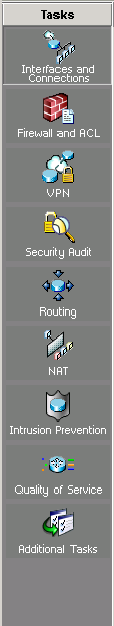 Tasks
Interfaces and
Connections
Firewall and ACL
VPN
Security Audit
Routing
NAT
Intrusion Prevention
Quality of Service
Additional Tasks